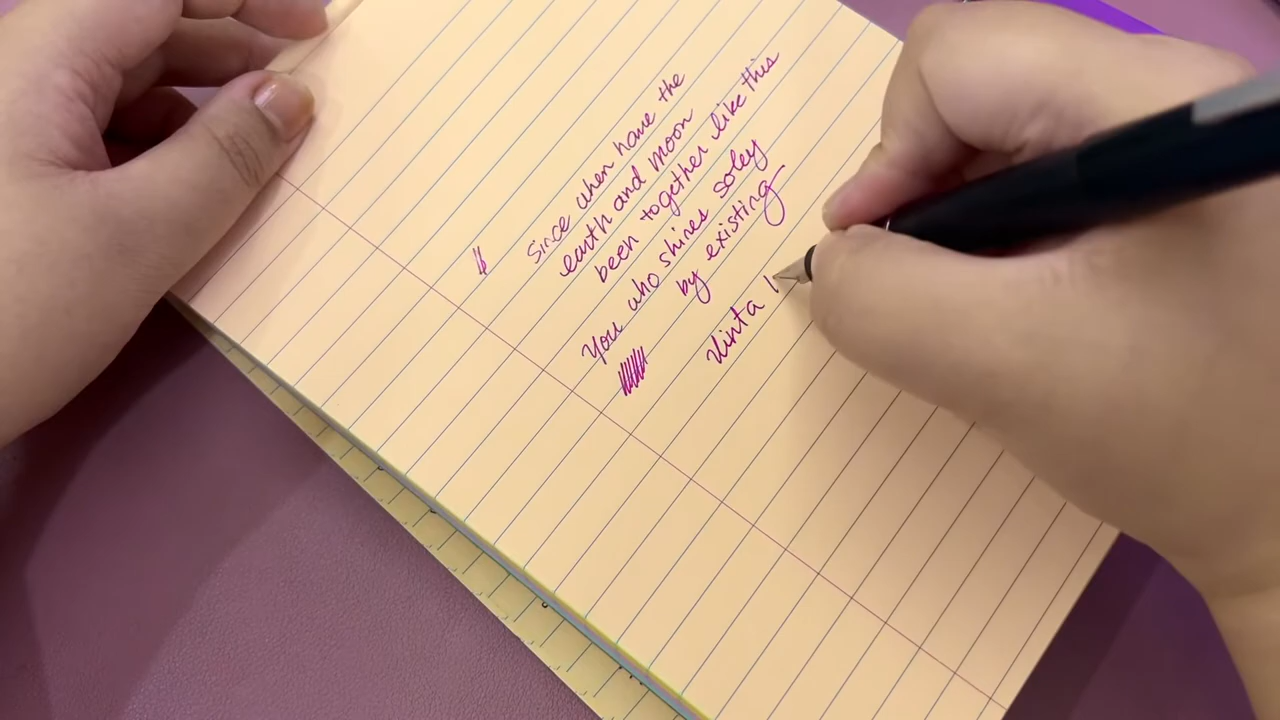 Since when have the
earth and moon
been together like this
You who shines soley
by existing